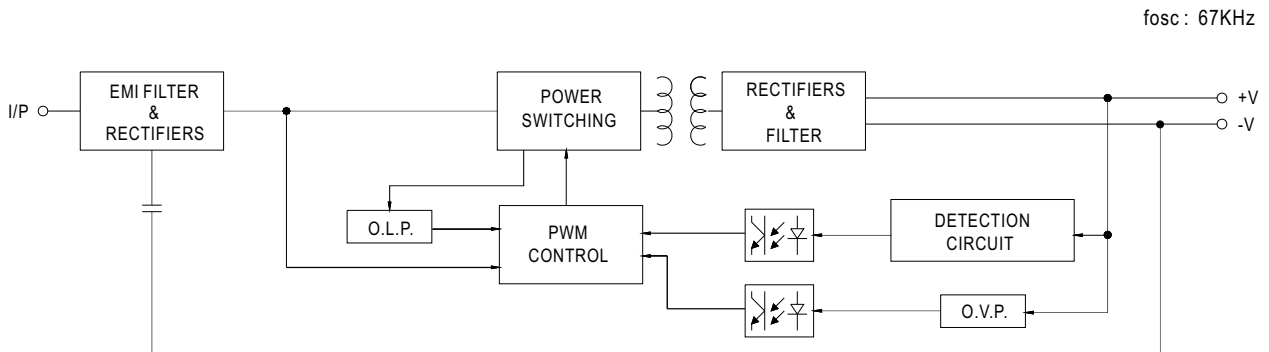 fosc : 67KHz
I/P
EMI FILTER
&
RECTIFIERS
POWER
SWITCHING
RECTIFIERS
&
FILTER
+V
-V
O.L.P.
PWM
CONTROL
DETECTION
CIRCUIT
O.V.P.